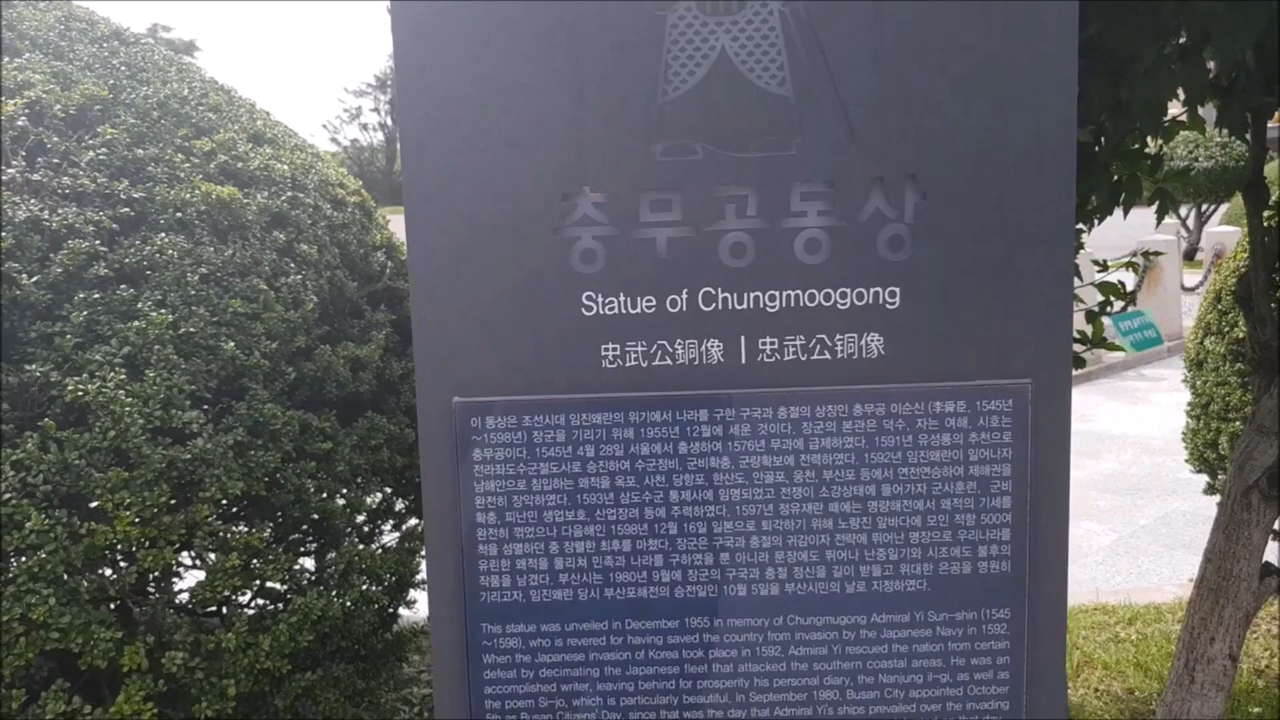 충무공동상
Statue of Chungmoogong
忠武公銅像 | 忠武公铜像
이 동상은 조선시대 임진왜란의 위기에서 나라를 구한 구국과 충절의 상징인 충무공 이순신 (李舜臣, 1545년
~1598년) 장군을 기리기 위해 1955년 12월에 세운 것이다. 장군의 본관은 덕수, 자는 여해, 시호는
충무공이다. 1545년 4월 28일 서울에서 출생하여 1576년 무과에 급제하였다. 1591년 유성룡의 추천으로
전라좌도수군절도사로 승진하여 수군정비, 군비확충, 군량확보에 전력하였다. 1592년 임진왜란이 일어나자
남해안으로 침입하는 왜적을 옥포, 사천, 당항포, 한산도, 안골포, 웅천, 부산포 등에서 연전연승하여 제해권을
완전히 장악하였다. 1593년 삼도수군 통제사에 임명되었고 전쟁이 소강상태에 들어가자 군사훈련, 군비
확충, 피난민 생업보호, 산업장려 등에 주력하였다. 1597년 정유재란 때에는 명량해전에서 왜적의 기세를
완전히 꺾었으나 다음해인 1598년 12월 16일 일본으로 퇴각하기 위해 노량진 앞바다에 모인 적함 500여
척을 섬멸하던 중 장렬한 최후를 마쳤다. 장군은 구국과 충절의 귀감이자 전략에 뛰어난 명장으로 우리나라를
유린한 왜적을 물리쳐 민족과 나라를 구하였을 뿐 아니라 문장에도 뛰어나 난중일기와 시조에도 불후의
작품을 남겼다. 부산시는 1980년 9월에 장군의 구국과 충절 정신을 길이 받들고 위대한 은공을 영원히
기리고자, 임진왜란 당시 부산포해전의 승전일인 10월 5일을 부산시민의 날로 지정하였다.
This statue was unveiled in December 1955 in memory of Chungmugong Admiral Yi Sun-shin (1545
~1598), who is revered for having saved the country from invasion by the Japanese Navy in 1592.
When the Japanese invasion of Korea took place in 1592, Admiral Yi rescued the nation from certain
defeat by decimating the Japanese fleet that attacked the southern coastal areas. He was an
accomplished writer, leaving behind for prosperity his personal diary, the Nanjung il-gi, as well as
the poem Si-jo, which is particularly beautiful. In September 1980, Busan City appointed October
5th as Busan Citizens' Day, since that was the day that Admiral Yi's ships prevailed over the invading